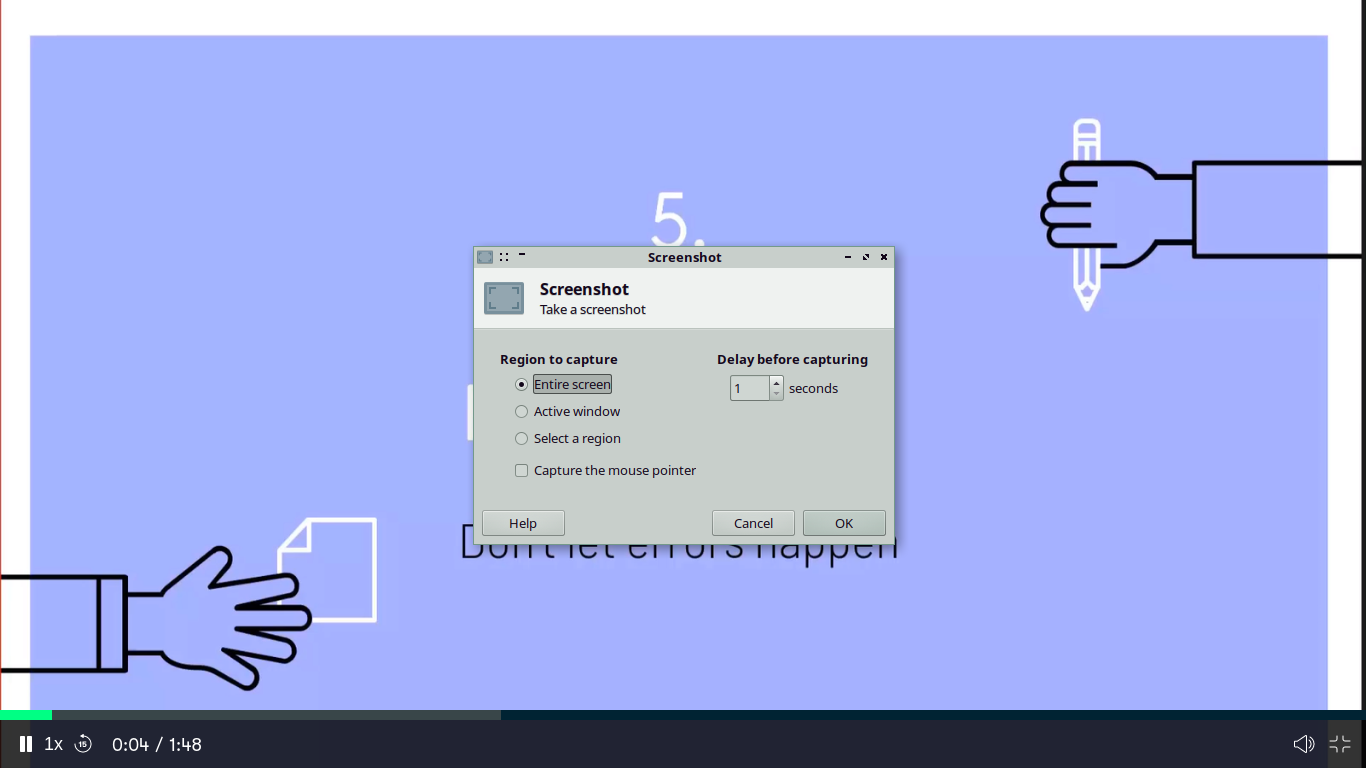 5.
Screenshot
Screenshot
Take a screenshot
Region to capture
Delay before capturing
Entire screen
1 seconds
Active window
Select a region
Capture the mouse pointer
Help
Cancel
OK
Don't let errors happen
1x
15
0:04 / 1:48